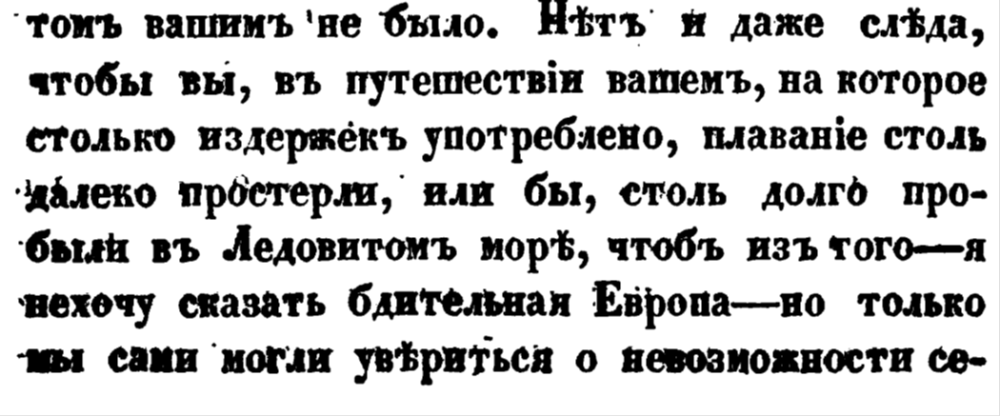 томъ вашимъ не было. Нѣтъ и даже слѣда,
чтобы вы, въ путешествіи вашемъ, на которое
столько издержекъ употреблено, плаваніе столь
далеко простерли, или бы, столь долго про-
были въ Ледовитомъ морѣ, чтобъ изъ того—я
нехочу сказать бдительная Европа—но только
мы сами могли увѣриться о невозможности се-